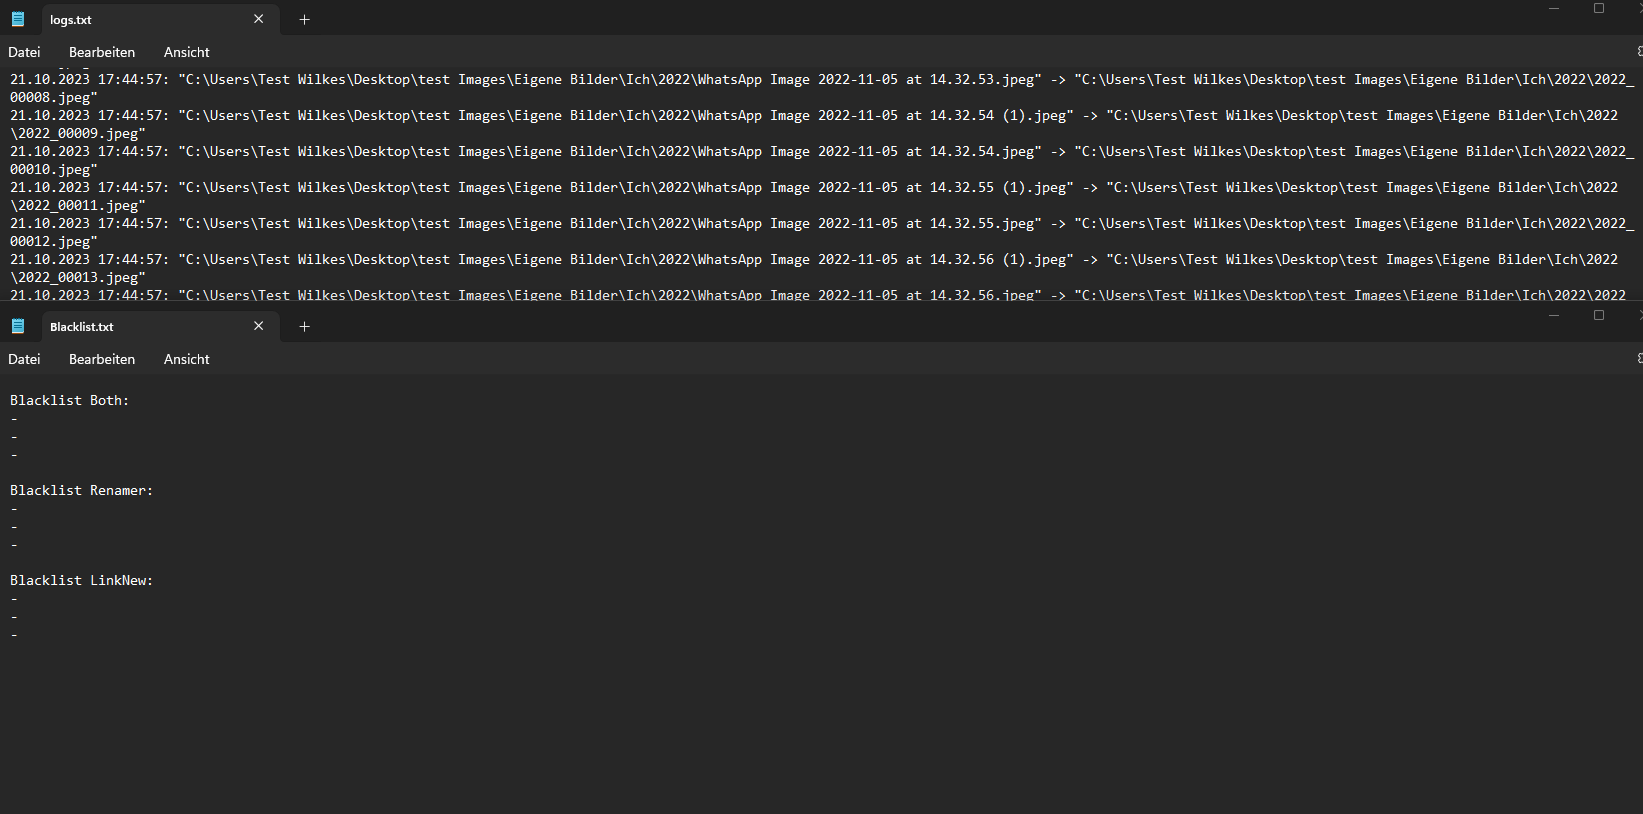 logs.txt
Datei Bearbeiten Ansicht
21.10.2023 17:44:57: "C:\Users\Test Wilkes\Desktop\test Images\Eigene Bilder\Ich\2022\WhatsApp Image 2022-11-05 at 14.32.53.jpeg" -> "C:\Users\Test Wilkes\Desktop\test Images\Eigene Bilder\Ich\2022\2022_
00008.jpeg"
21.10.2023 17:44:57: "C:\Users\Test Wilkes\Desktop\test Images\Eigene Bilder\Ich\2022\WhatsApp Image 2022-11-05 at 14.32.54 (1).jpeg" -> "C:\Users\Test Wilkes\Desktop\test Images\Eigene Bilder\Ich\2022
\2022_00009.jpeg"
21.10.2023 17:44:57: "C:\Users\Test Wilkes\Desktop\test Images\Eigene Bilder\Ich\2022\WhatsApp Image 2022-11-05 at 14.32.54.jpeg" -> "C:\Users\Test Wilkes\Desktop\test Images\Eigene Bilder\Ich\2022\2022_
00010.jpeg"
21.10.2023 17:44:57: "C:\Users\Test Wilkes\Desktop\test Images\Eigene Bilder\Ich\2022\WhatsApp Image 2022-11-05 at 14.32.55 (1).jpeg" -> "C:\Users\Test Wilkes\Desktop\test Images\Eigene Bilder\Ich\2022
\2022_00011.jpeg"
21.10.2023 17:44:57: "C:\Users\Test Wilkes\Desktop\test Images\Eigene Bilder\Ich\2022\WhatsApp Image 2022-11-05 at 14.32.55.jpeg" -> "C:\Users\Test Wilkes\Desktop\test Images\Eigene Bilder\Ich\2022\2022_
00012.jpeg"
21.10.2023 17:44:57: "C:\Users\Test Wilkes\Desktop\test Images\Eigene Bilder\Ich\2022\WhatsApp Image 2022-11-05 at 14.32.56 (1).jpeg" -> "C:\Users\Test Wilkes\Desktop\test Images\Eigene Bilder\Ich\2022
\2022_00013.jpeg"
21.10.2023 17:44:57: "C:\Users\Test Wilkes\Desktop\test Images\Eigene Bilder\Ich\2022\WhatsApp Image 2022-11-05 at 14.32.56.jpeg" -> "C:\Users\Test Wilkes\Desktop\test Images\Eigene Bilder\Ich\2022\2022
Blacklist.txt
Datei Bearbeiten Ansicht
Blacklist Both:
-
-
-
Blacklist Renamer:
-
-
-
Blacklist LinkNew:
-
-
-